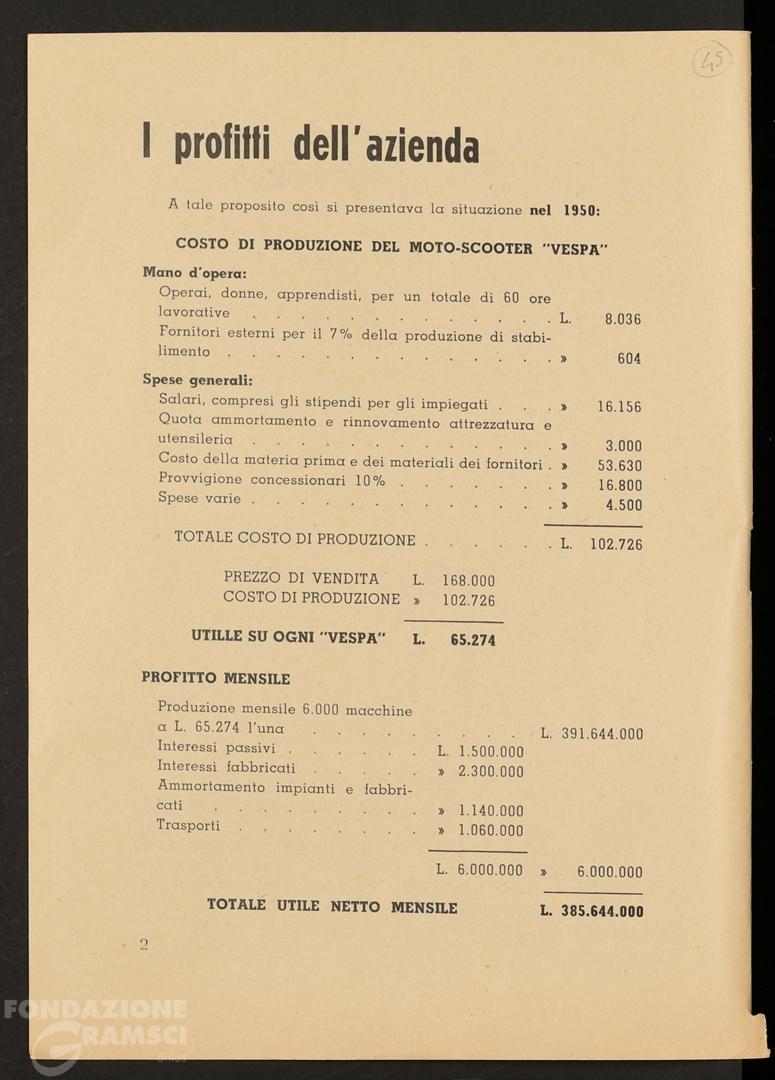 45
I profitti dell'azienda
A tale proposito così si presentava la situazione nel 1950:
COSTO DI PRODUZIONE DEL MOTO-SCOOTER "VESPA"
Mano d'opera:
Operai, donne, apprendisti, per un totale di 60 ore
lavorative . . . . . . . . . . . . . L. 8.036
Fornitori esterni per il 7% della produzione di stabi-
limento . . . . . . . . . . . . . . » 604
Spese generali:
Salari, compresi gli stipendi per gli impiegati . . . » 16.156
Quota ammortamento e rinnovamento attrezzatura e
utensileria . . . . . . . . . . . . . » 3.000
Costo della materia prima e dei materiali dei fornitori . » 53.630
Provvigione concessionari 10% . . . . . . . » 16.800
Spese varie . . . . . . . . . . . . . » 4.500
TOTALE COSTO DI PRODUZIONE . . . . . . L. 102.726
PREZZO DI VENDITA L. 168.000
COSTO DI PRODUZIONE » 102.726
UTILLE SU OGNI "VESPA" L. 65.274
PROFITTO MENSILE
Produzione mensile 6.000 macchine
a L. 65.274 l'una . . . . . . . . . . L. 391.644.000
Interessi passivi . . . . . . L. 1.500.000
Interessi fabbricati . . . . . » 2.300.000
Ammortamento impianti e fabbri-
cati . . . . . . . . . » 1.140.000
Trasporti . . . . . . . . » 1.060.000
L. 6.000.000 » 6.000.000
TOTALE UTILE NETTO MENSILE L. 385.644.000
2
FONDAZIONE
GRAMSCI
onlus